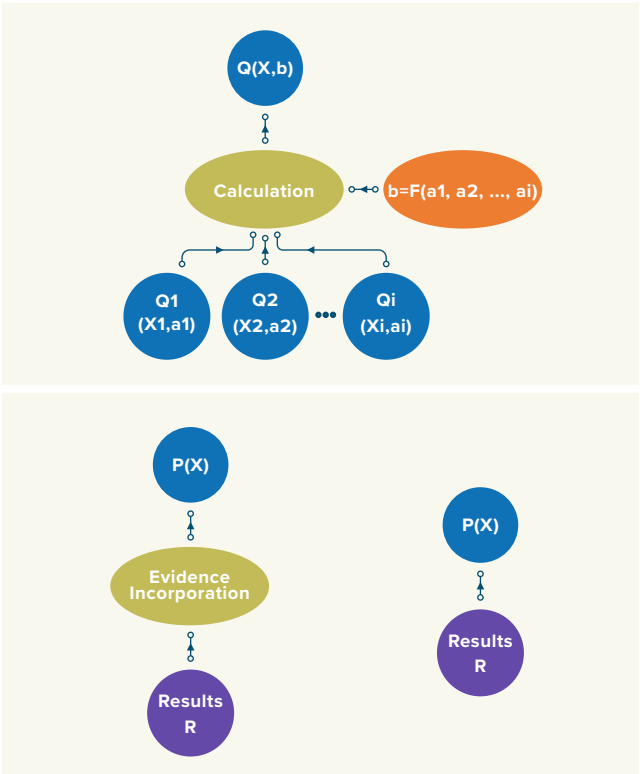 Q(X,b)
Calculation
b=F(a1, a2, ..., ai)
Q1
(X1,a1)
Q2
(X2,a2)
Qi
(Xi,ai)
P(X)
Evidence
Incorporation
Results
R
P(X)
Results
R